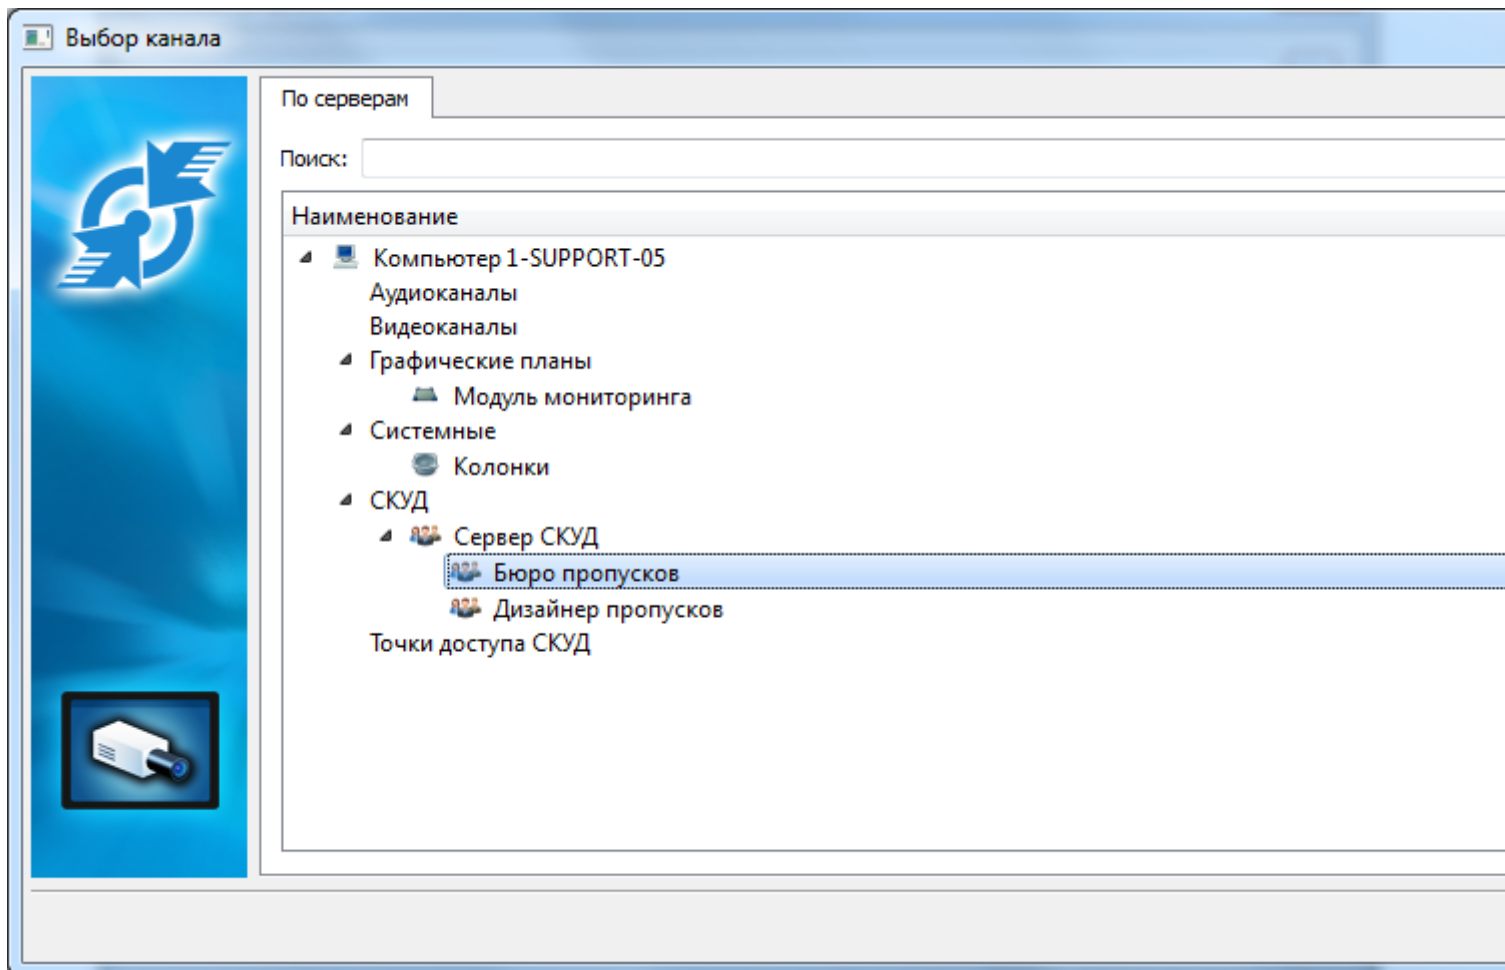 Выбор канала
По серверам
Поиск:
Наименование
Компьютер 1-SUPPORT-05
Аудиоканалы
Видеоканалы
Графические планы
Модуль мониторинга
Системные
Колонки
СКУД
Сервер СКУД
Бюро пропусков
Дизайнер пропусков
Точки доступа СКУД